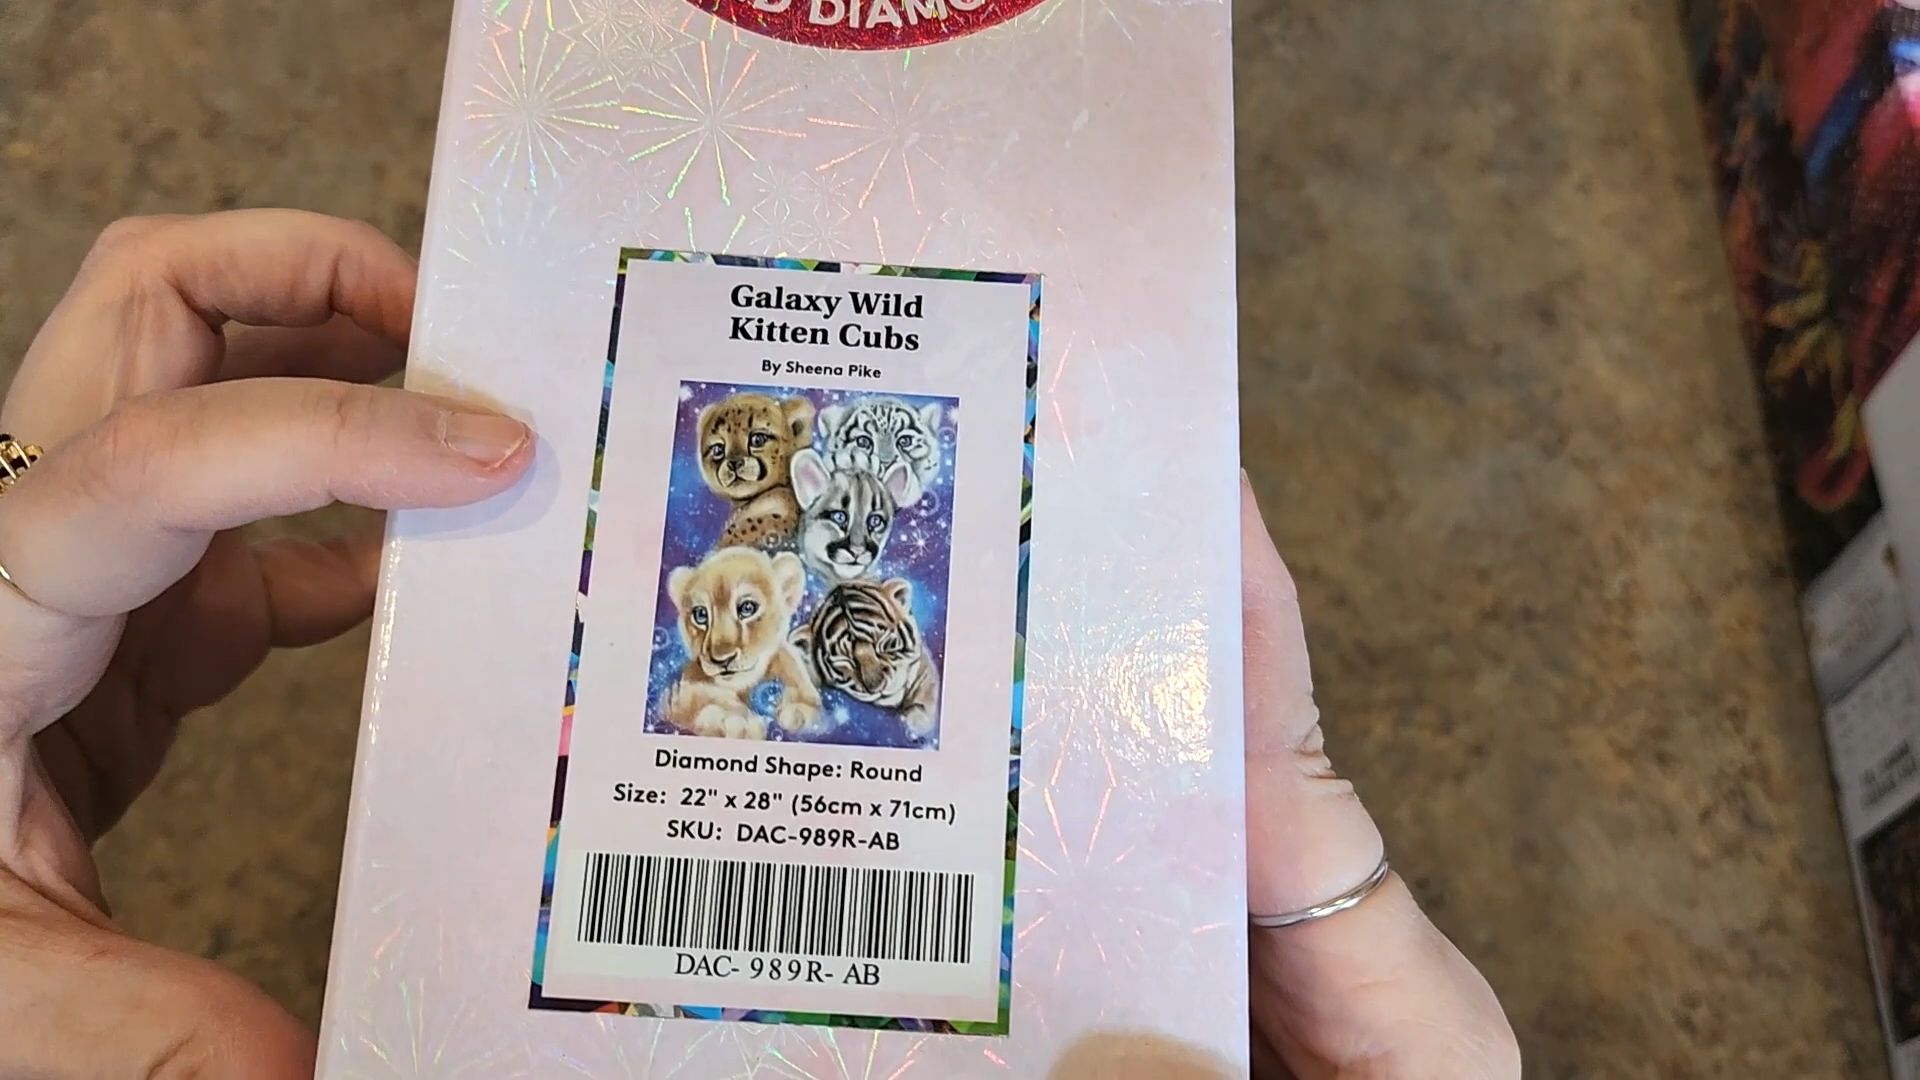 DIAMO
Galaxy Wild
Kitten Cubs
By Sheena Pike
Diamond Shape: Round
Size: 22" x 28" (56cm x 71cm)
SKU: DAC-989R-AB
DAC- 989R- AB